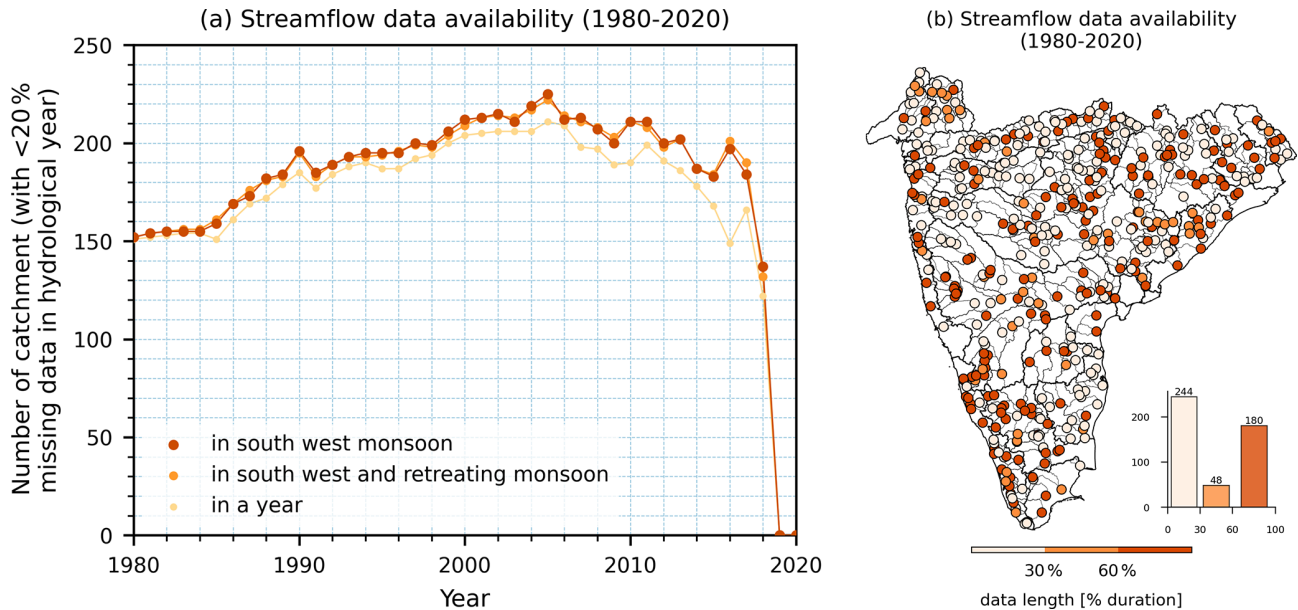 (a) Streamflow data availability (1980-2020)
250
200
150
100
50
0
Number of catchment (with <20%
missing data in hydrological year)
in south west monsoon
in south west and retreating monsoon
in a year
1980
1990
2000
2010
2020
Year
(b) Streamflow data availability
(1980-2020)
244
48
180
200
100
0
0
30
60
100
30%
60%
data length [% duration]